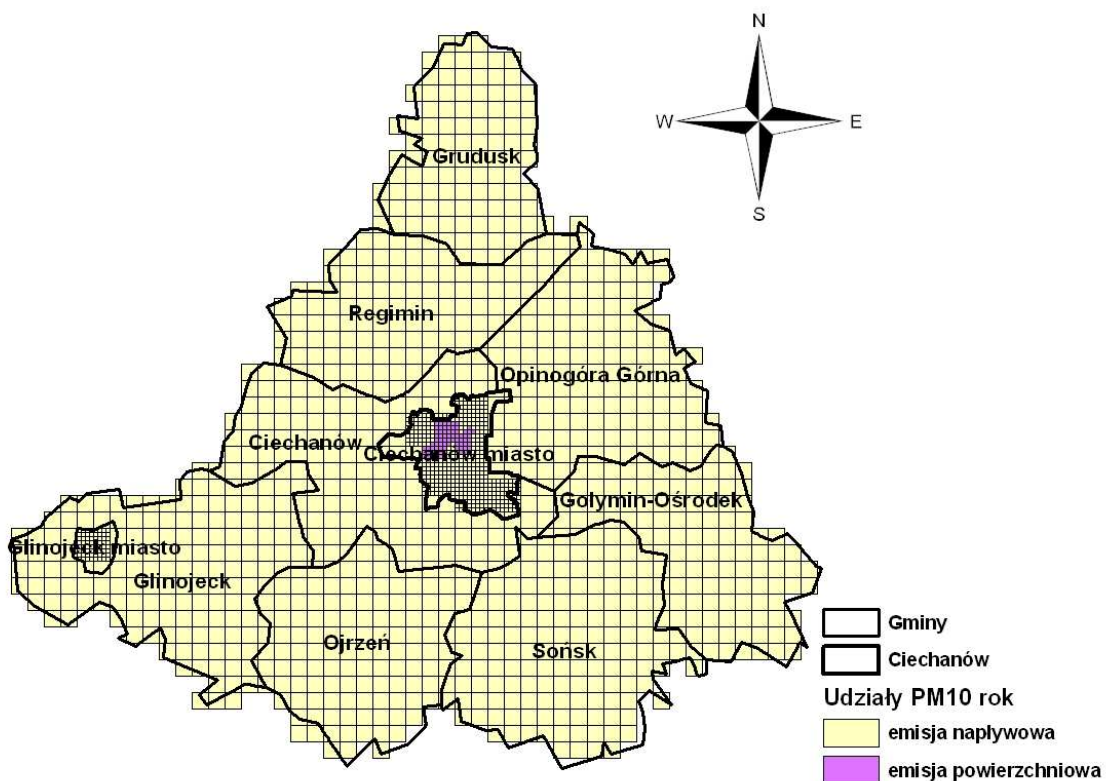 N
W
E
S
Grudusk
Regimin
Opinogóra Górna
Ciechanów
Ciechanów miasto
Gołymin-Ośrodek
Glinojeck miasto
Glinojeck
Ojrzeń
Sońsk
Gminy
Ciechanów
Udziały PM10 rok
emisja napływowa
emisja powierzchniowa